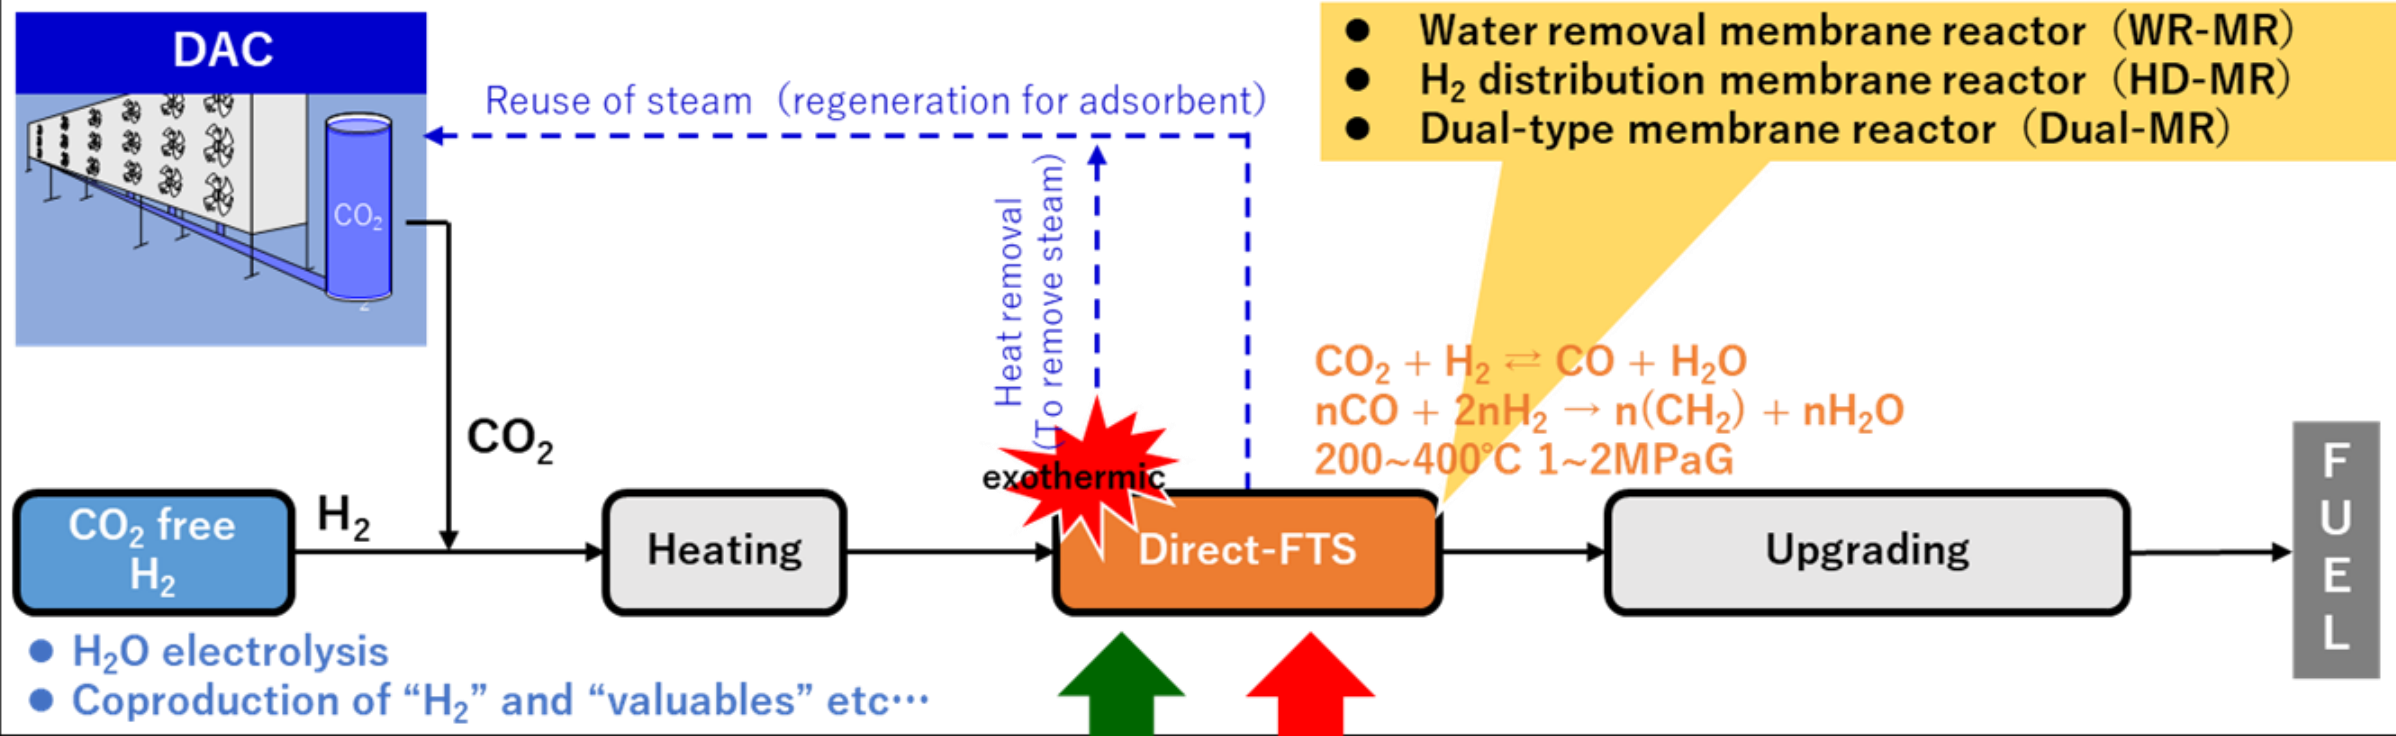 DAC
CO₂
₂
Reuse of steam（regeneration for adsorbent）
Heat removal
（To remove steam）
● Water removal membrane reactor（WR-MR）
● H₂ distribution membrane reactor（HD-MR）
● Dual-type membrane reactor（Dual-MR）
CO₂ + H₂ ⇄ CO + H₂O
nCO + 2nH₂ → n(CH₂) + nH₂O
200~400℃ 1~2MPaG
CO₂
CO₂ free
H₂
H₂
Heating
exothermic
Direct-FTS
Upgrading
F
U
E
L
● H₂O electrolysis
● Coproduction of “H₂” and “valuables” etc…